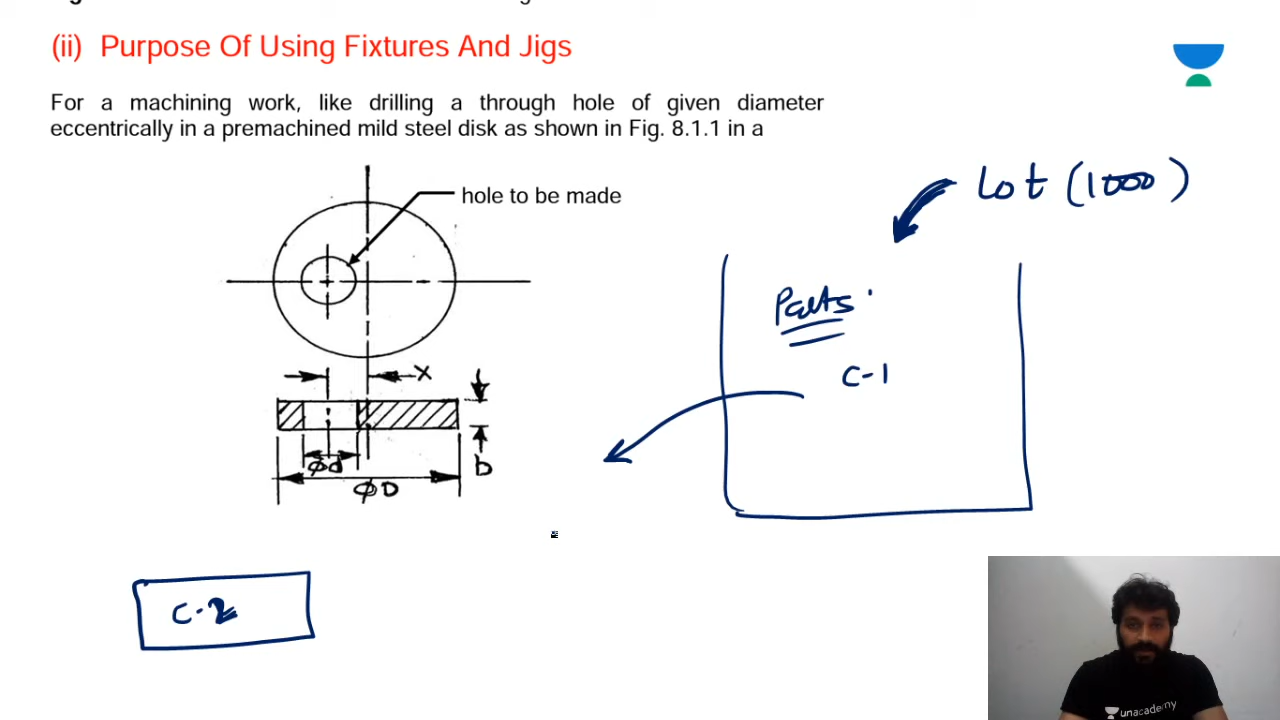 (ii) Purpose Of Using Fixtures And Jigs
For a machining work, like drilling a through hole of given diameter
eccentrically in a premachined mild steel disk as shown in Fig. 8.1.1 in a
hole to be made
Lot (1000)
Parts
C-1
X
b
ϕd
ϕD
C-2
unacademy